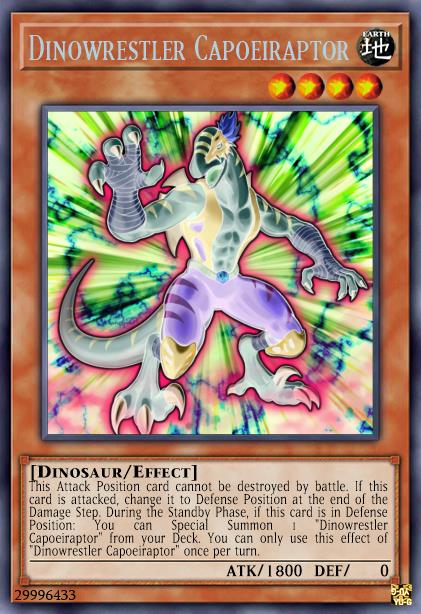 Dinowrestler Capoeiraptor
EARTH
地
[Dinosaur/Effect]
This Attack Position card cannot be destroyed by battle. If this
card is attacked, change it to Defense Position at the end of the
Damage Step. During the Standby Phase, if this card is in Defense
Position: You can Special Summon 1 "Dinowrestler
Capoeiraptor" from your Deck. You can only use this effect of
"Dinowrestler Capoeiraptor" once per turn.
ATK/1800 DEF/ 0
29996433